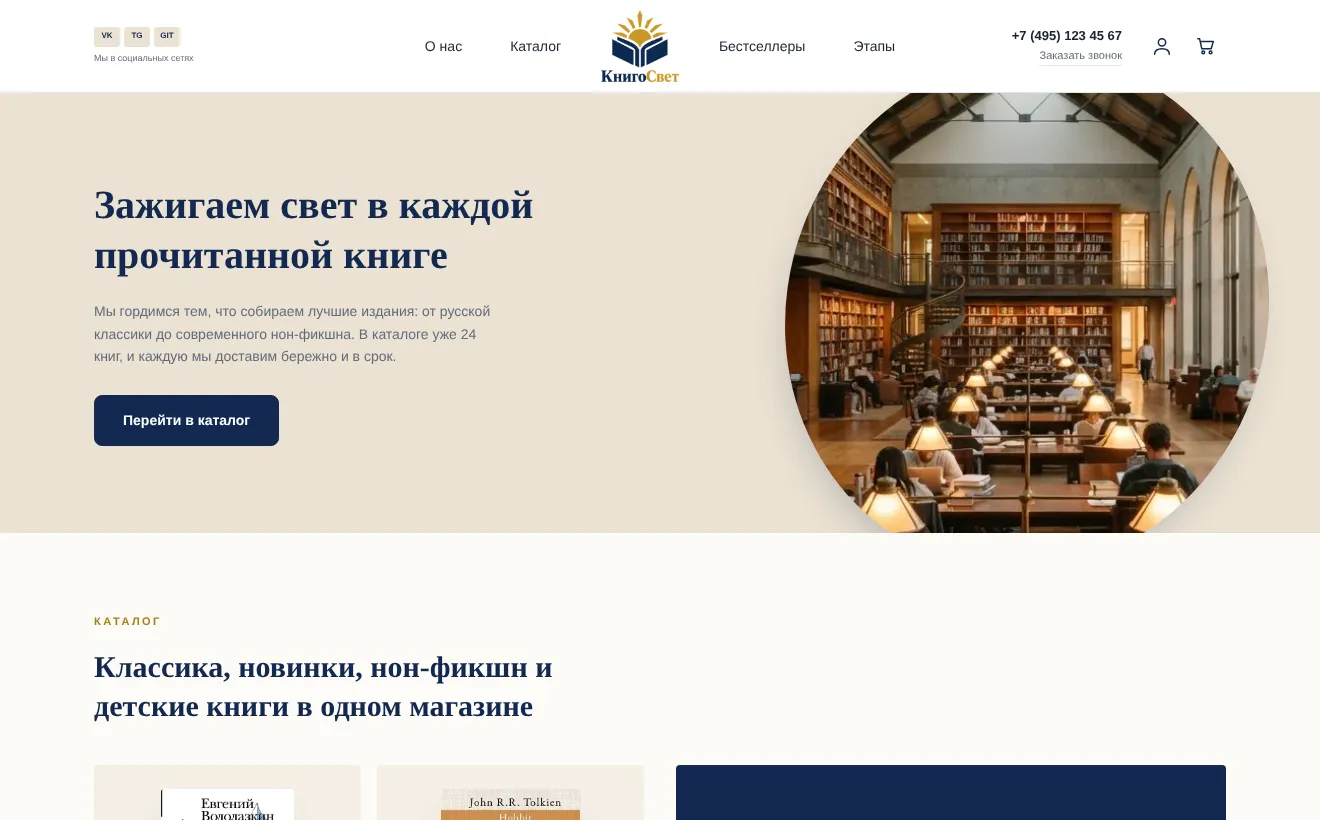 VK
TG
GIT
Мы в социальных сетях
О нас
Каталог
КнигоСвет
Бестселлеры
Этапы
+7 (495) 123 45 67
Заказать звонок
Зажигаем свет в каждой
прочитанной книге
Мы гордимся тем, что собираем лучшие издания: от русской
классики до современного нон-фикшна. В каталоге уже 24
книг, и каждую мы доставим бережно и в срок.
Перейти в каталог
КАТАЛОГ
Классика, новинки, нон-фикшн и
детские книги в одном магазине
Евгений
Водолазкин
John R.R. Tolkien
Hobbit